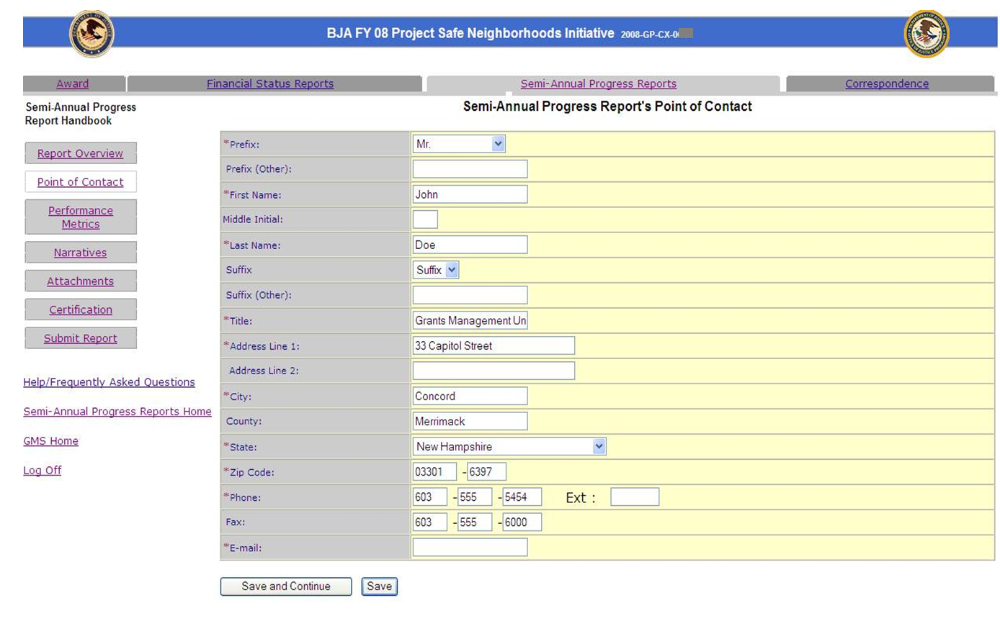 BJA FY 08 Project Safe Neighborhoods Initiative 2008-GP-CX-0
Award Financial Status Reports Semi-Annual Progress Reports Correspondence
Semi-Annual Progress
Report Handbook
Report Overview
Point of Contact
Performance
Metrics
Narratives
Attachments
Certification
Submit Report
Help/Frequently Asked Questions
Semi-Annual Progress Reports Home
GMS Home
Log Off
Semi-Annual Progress Report's Point of Contact
*Prefix: Mr.
Prefix (Other):
*First Name: John
Middle Initial:
*Last Name: Doe
Suffix Suffix
Suffix (Other):
*Title: Grants Management Un
*Address Line 1: 33 Capitol Street
Address Line 2:
*City: Concord
County: Merrimack
*State: New Hampshire
*Zip Code: 03301 -6397
*Phone: 603 -555 -5454 Ext :
Fax: 603 -555 -6000
*E-mail:
Save and Continue Save